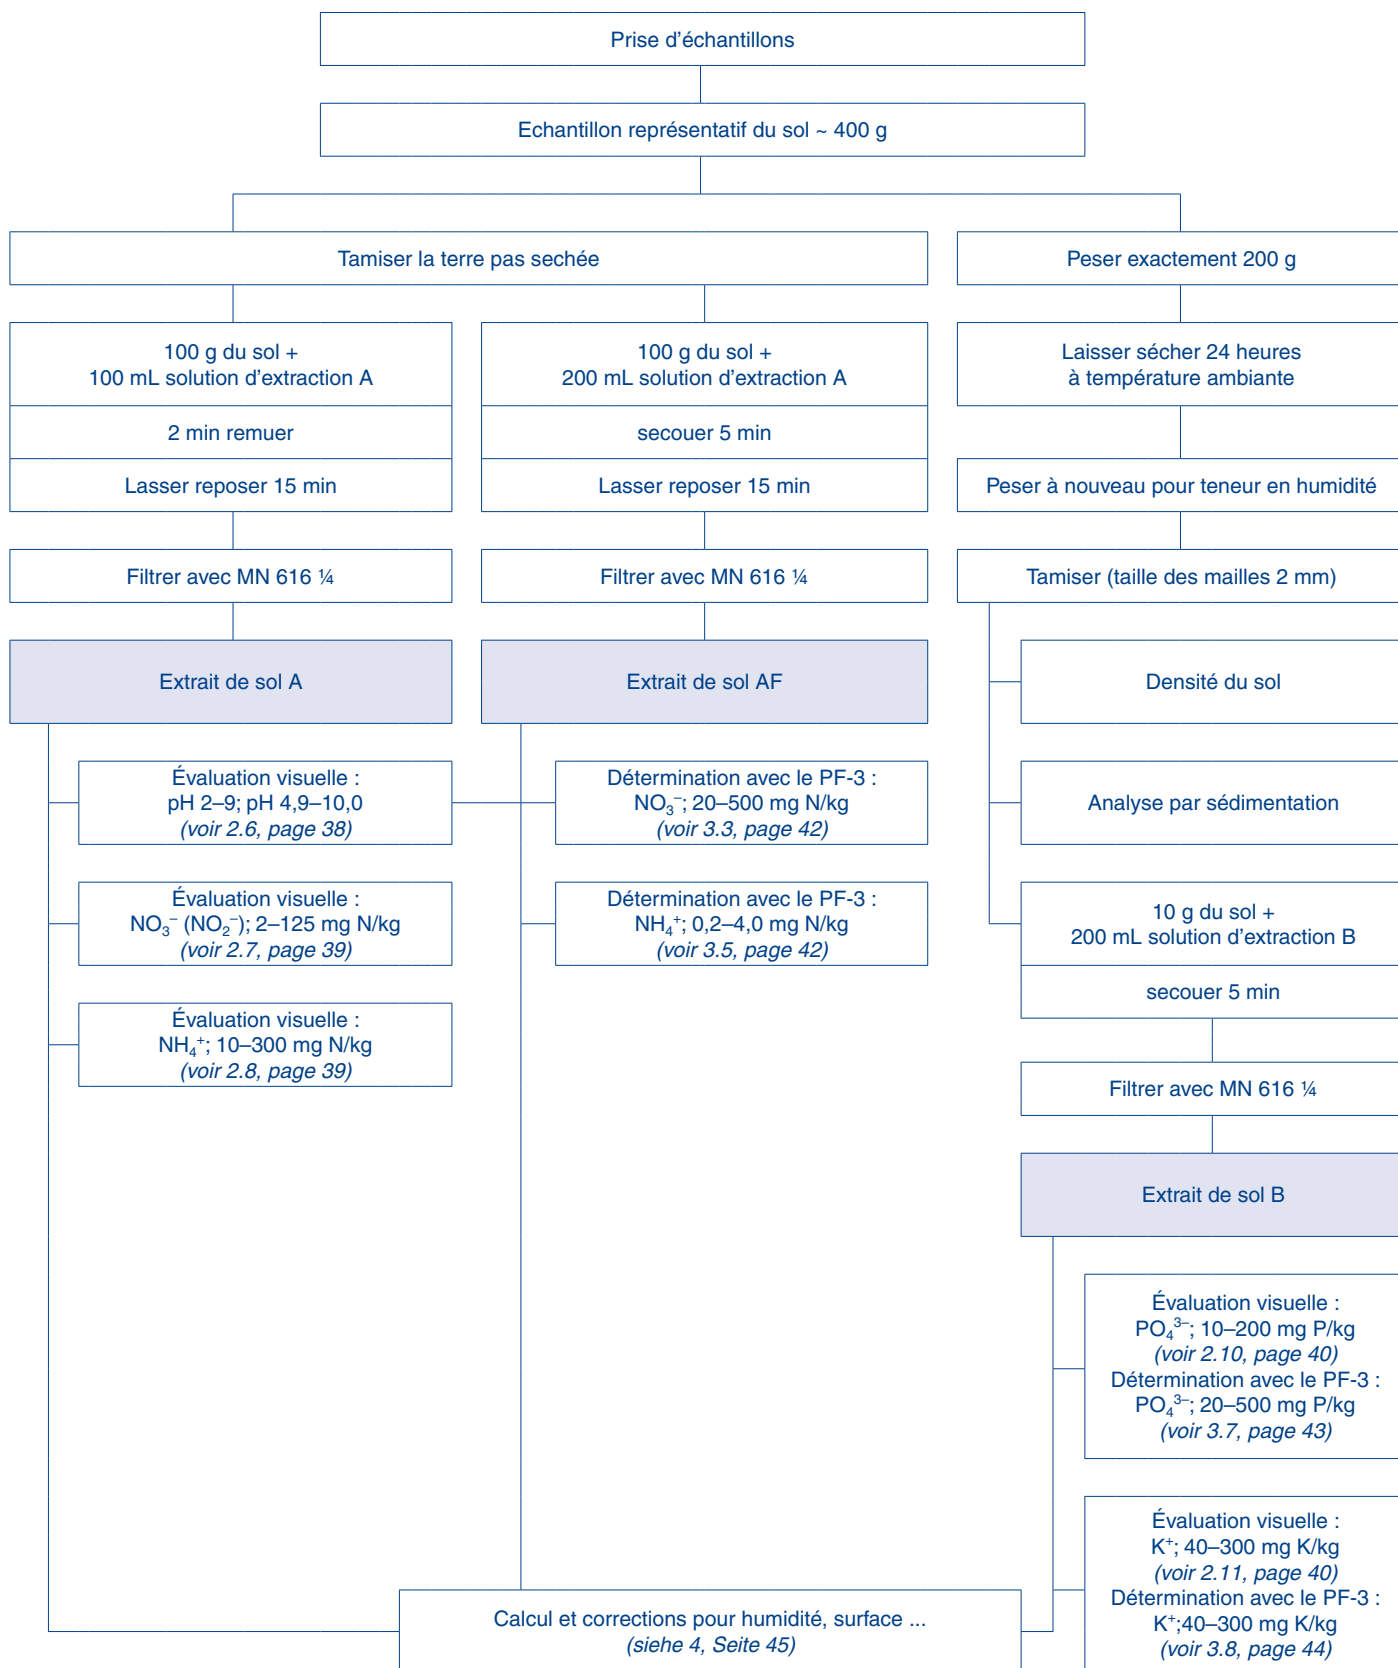 Prise d’échantillons
Echantillon représentatif du sol ~ 400 g
Tamiser la terre pas sechée
100 g du sol +
100 mL solution d’extraction A
2 min remuer
Lasser reposer 15 min
Filtrer avec MN 616 ¼
Extrait de sol A
Évaluation visuelle :
pH 2–9; pH 4,9–10,0
(voir 2.6, page 38)
Évaluation visuelle :
NO₃⁻ (NO₂⁻); 2–125 mg N/kg
(voir 2.7, page 39)
Évaluation visuelle :
NH₄⁺; 10–300 mg N/kg
(voir 2.8, page 39)
100 g du sol +
200 mL solution d’extraction A
secouer 5 min
Lasser reposer 15 min
Filtrer avec MN 616 ¼
Extrait de sol AF
Détermination avec le PF-3 :
NO₃⁻; 20–500 mg N/kg
(voir 3.3, page 42)
Détermination avec le PF-3 :
NH₄⁺; 0,2–4,0 mg N/kg
(voir 3.5, page 42)
Peser exactement 200 g
Laisser sécher 24 heures
à température ambiante
Peser à nouveau pour teneur en humidité
Tamiser (taille des mailles 2 mm)
Densité du sol
Analyse par sédimentation
10 g du sol +
200 mL solution d’extraction B
secouer 5 min
Filtrer avec MN 616 ¼
Extrait de sol B
Évaluation visuelle :
PO₄³⁻; 10–200 mg P/kg
(voir 2.10, page 40)
Détermination avec le PF-3 :
PO₄³⁻; 20–500 mg P/kg
(voir 3.7, page 43)
Évaluation visuelle :
K⁺; 40–300 mg K/kg
(voir 2.11, page 40)
Détermination avec le PF-3 :
K⁺;40–300 mg K/kg
(voir 3.8, page 44)
Calcul et corrections pour humidité, surface ...
(siehe 4, Seite 45)